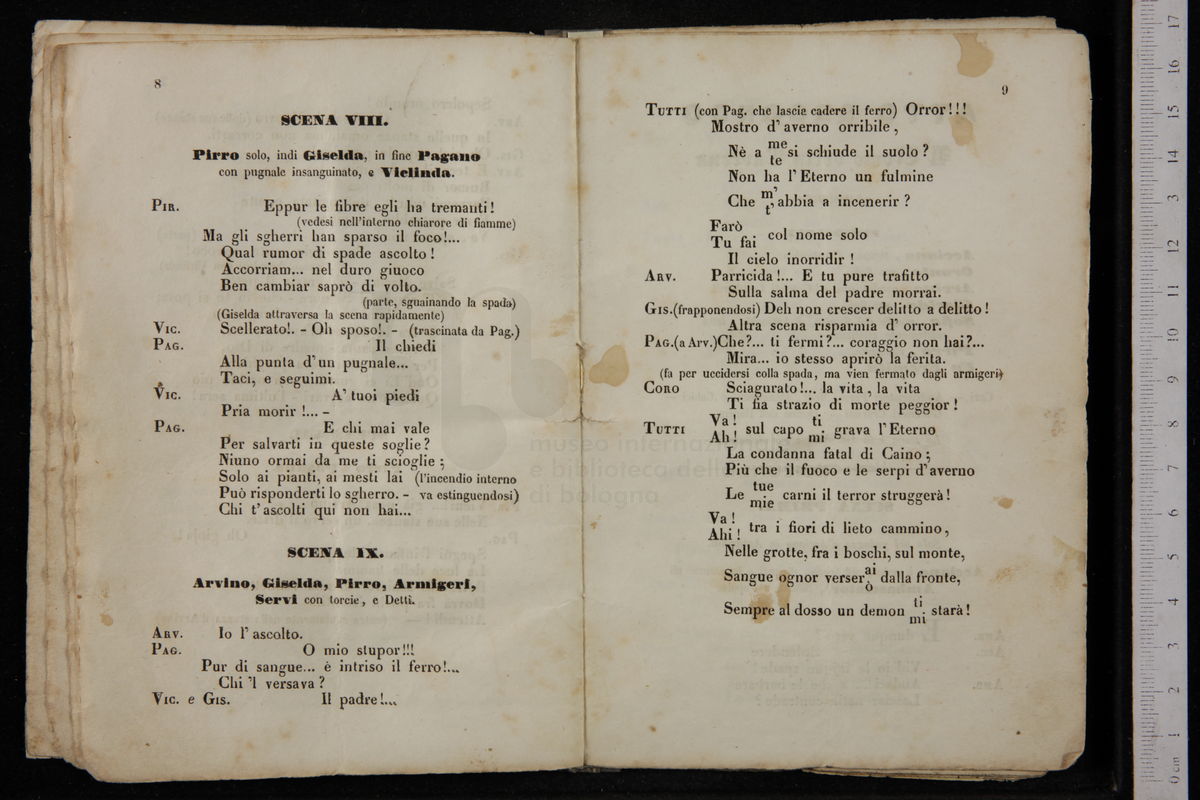 8
SCENA VIII.
Pirro solo, indi Giselda, in fine Pagano
con pugnale insanguinato, e Viclinda.
PIR. Eppur le fibre egli ha tremanti!
(vedesi nell'interno chiarore di fiamme)
Ma gli sgherri han sparso il foco!...
Qual rumor di spade ascolto!
Accorriam... nel duro giuoco
Ben cambiar saprò di volto.
(parte, sguainando la spada)
(Giselda attraversa la scena rapidamente)
VIC. Scellerato!. - Oh sposo!. - (trascinata da Pag.)
PAG. Il chiedi
Alla punta d'un pugnale...
Taci, e seguimi.
VIC. A' tuoi piedi
Pria morir!... -
PAG. E chi mai vale
Per salvarti in queste soglie?
Niuno ormai da me ti scioglie;
Solo ai pianti, ai mesti lai (l'incendio interno
Può risponderti lo sgherro. - va estinguendosi)
Chi t'ascolti qui non hai...
SCENA IX.
Arvino, Giselda, Pirro, Armigeri,
Servi con torcie, e Detti.
ARV. Io l'ascolto.
PAG. O mio stupor!!!
Pur di sangue... è intriso il ferro!...
Chi 'l versava?
VIC. e GIS. Il padre!...
9
TUTTI (con Pag. che lascia cadere il ferro) Orror!!!
Mostro d'averno orribile,
Nè a me si schiude il suolo?
te
Non ha l'Eterno un fulmine
Che m' abbia a incenerir?
t'
Farò
Tu fai col nome solo
Il cielo inorridir!
ARV. Parricida!... E tu pure trafitto
Sulla salma del padre morrai.
GIS.(frapponendosi) Deh non crescer delitto a delitto!
Altra scena risparmia d'orror.
PAG.(a Arv.)Che?... ti fermi?... coraggio non hai?...
Mira... io stesso aprirò la ferita.
(fa per uccidersi colla spada, ma vien fermato dagli armigeri)
CORO Sciagurato!... la vita, la vita
Ti fia strazio di morte peggior!
TUTTI Va! sul capo ti grava l'Eterno
Ah! mi
La condanna fatal di Caino;
Più che il fuoco e le serpi d'averno
Le tue carni il terror struggerà!
mie
Va! tra i fiori di lieto cammino,
Ahi!
Nelle grotte, fra i boschi, sul monte,
Sangue ognor verserai dalla fronte,
ò
Sempre al dosso un demon ti starà!
mi
museo internazionale
e biblioteca della
di bologna